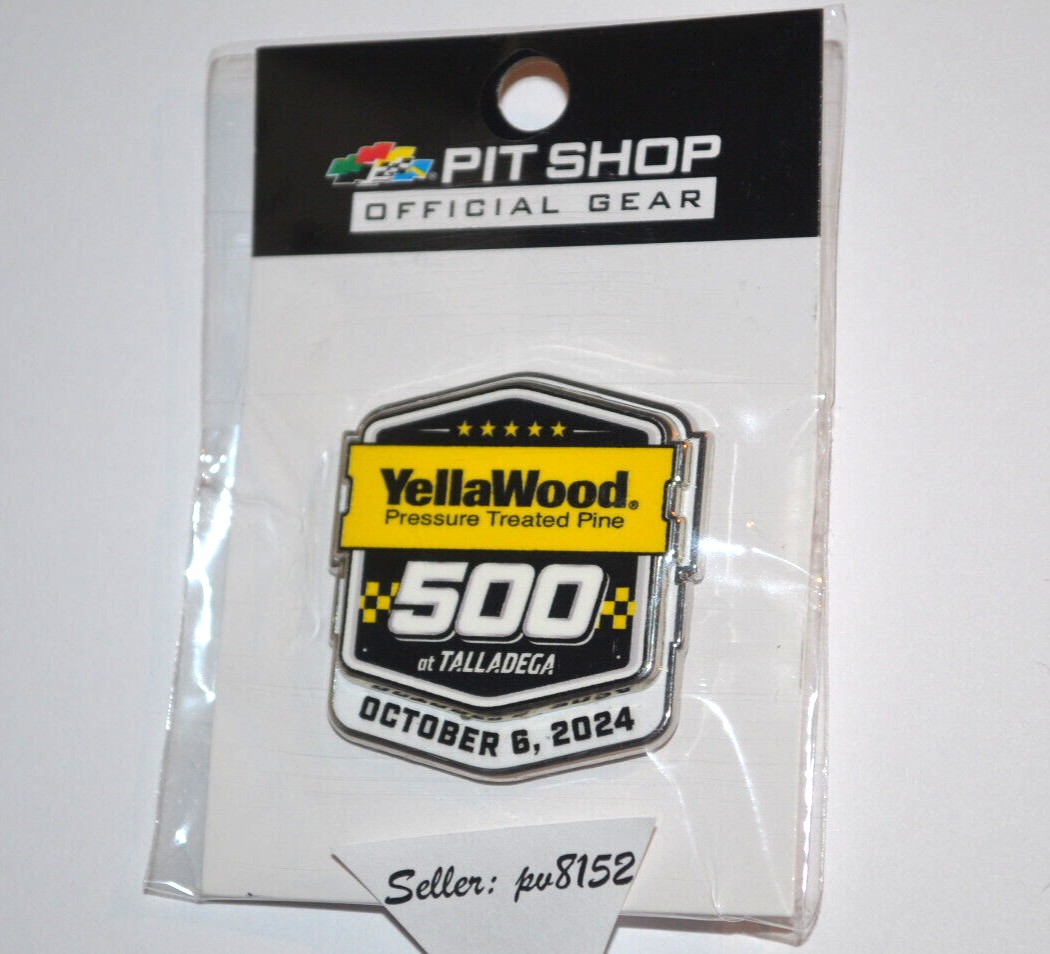 PIT SHOP
OFFICIAL GEAR
YellaWood®
Pressure Treated Pine
500
at TALLADEGA
OCTOBER 6, 2024
Seller: pv8152